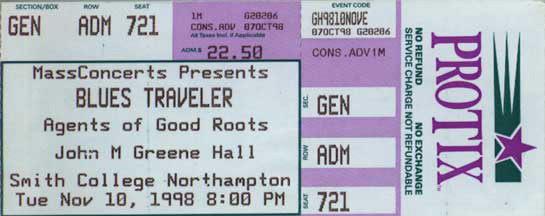 SECTION/BOX ROW SEAT
GEN ADM 721
1M G20206
CONS.ADV 07OCT98
All Taxes Incl. if Applicable
ADM$ 22.50
EVENT CODE
GH9810NOVE
G20206
07OCT98
CONS.ADV1M
MassConcerts Presents
BLUES TRAVELER
Agents of Good Roots
John M Greene Hall
Smith College Northampton
Tue Nov 10, 1998 8:00 PM
SEC. GEN
ROW ADM
SEAT 721
NO REFUND NO EXCHANGE
SERVICE CHARGE NOT REFUNDABLE
PROTIX